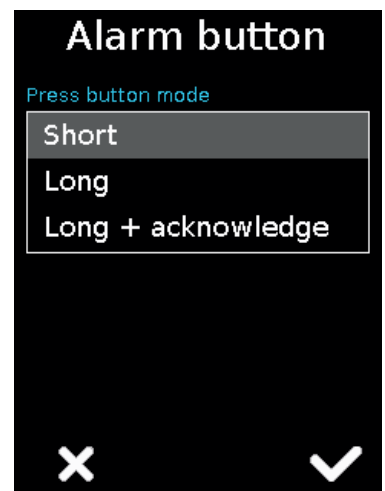 Alarm button
Press button mode
Short
Long
Long + acknowledge